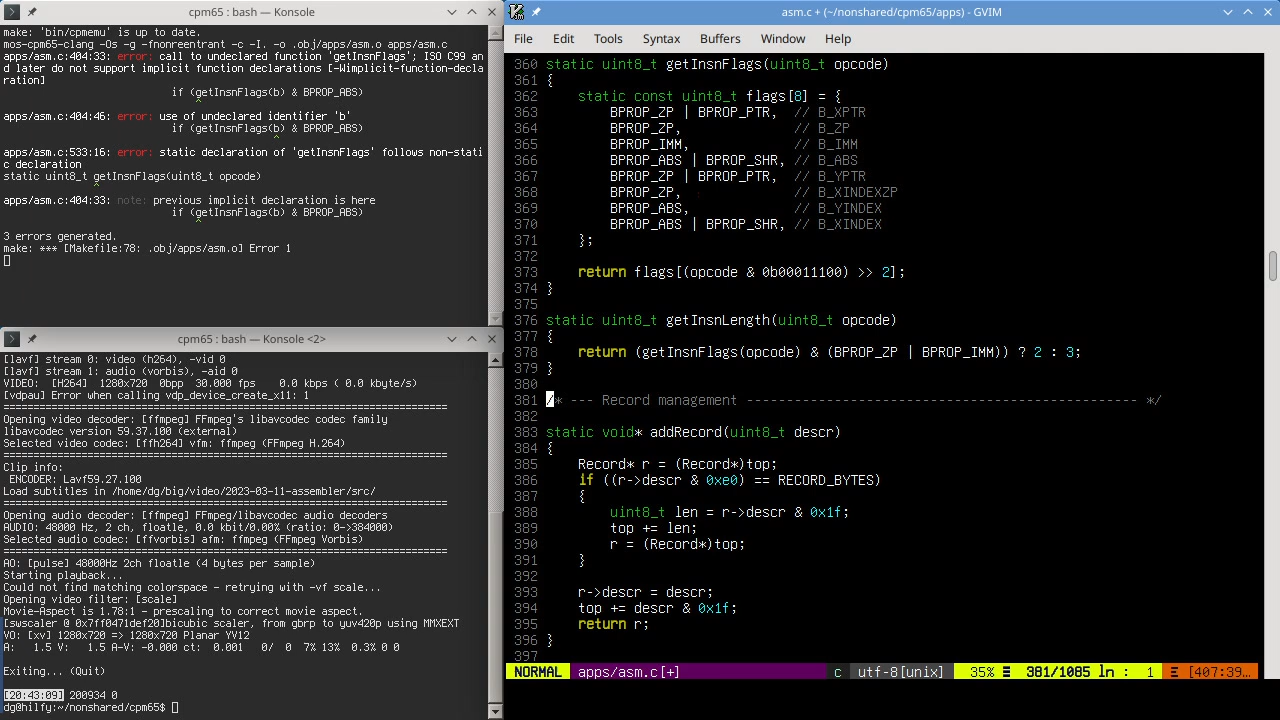 cpm65 : bash — Konsole
make: 'bin/cpmemu' is up to date.
mos-cpm65-clang -Os -g -fnonreentrant -c -I. -o .obj/apps/asm.o apps/asm.c
apps/asm.c:404:33: error: call to undeclared function 'getInsnFlags'; ISO C99 an
d later do not support implicit function declarations [-Wimplicit-function-decla
ration]
if (getInsnFlags(b) & BPROP_ABS)
^
apps/asm.c:404:46: error: use of undeclared identifier 'b'
if (getInsnFlags(b) & BPROP_ABS)
^
apps/asm.c:533:16: error: static declaration of 'getInsnFlags' follows non-stati
c declaration
static uint8_t getInsnFlags(uint8_t opcode)
^
apps/asm.c:404:33: note: previous implicit declaration is here
if (getInsnFlags(b) & BPROP_ABS)
^
3 errors generated.
make: *** [Makefile:78: .obj/apps/asm.o] Error 1
cpm65 : bash — Konsole <2>
[lavf] stream 0: video (h264), -vid 0
[lavf] stream 1: audio (vorbis), -aid 0
VIDEO:  [H264]  1280x720  0bpp  30.000 fps    0.0 kbps ( 0.0 kbyte/s)
[vdpau] Error when calling vdp_device_create_x11: 1
==========================================================================
Opening video decoder: [ffmpeg] FFmpeg's libavcodec codec family
libavcodec version 59.37.100 (external)
Selected video codec: [ffh264] vfm: ffmpeg (FFmpeg H.264)
==========================================================================
Clip info:
ENCODER: Lavf59.27.100
Load subtitles in /home/dg/big/video/2023-03-11-assembler/src/
==========================================================================
Opening audio decoder: [ffmpeg] FFmpeg/libavcodec audio decoders
AUDIO: 48000 Hz, 2 ch, floatle, 0.0 kbit/0.00% (ratio: 0->384000)
Selected audio codec: [ffvorbis] afm: ffmpeg (FFmpeg Vorbis)
==========================================================================
AO: [pulse] 48000Hz 2ch floatle (4 bytes per sample)
Starting playback...
Could not find matching colorspace - retrying with -vf scale...
Opening video filter: [scale]
Movie-Aspect is 1.78:1 - prescaling to correct movie aspect.
[swscaler @ 0x7ff0471def20]bicubic scaler, from gbrp to yuv420p using MMXEXT
VO: [xv] 1280x720 => 1280x720 Planar YV12
A:   1.5 V:   1.5 A-V: -0.000 ct:  0.001   0/  0  7% 13%  0.3% 0 0
Exiting... (Quit)
[20:43:09] 200934 0
dg@hilfy:~/nonshared/cpm65$
asm.c + (~/nonshared/cpm65/apps) - GVIM
File Edit Tools Syntax Buffers Window Help
360 static uint8_t getInsnFlags(uint8_t opcode)
361 {
362     static const uint8_t flags[8] = {
363         BPROP_ZP | BPROP_PTR,  // B_XPTR
364         BPROP_ZP,              // B_ZP
365         BPROP_IMM,             // B_IMM
366         BPROP_ABS | BPROP_SHR, // B_ABS
367         BPROP_ZP | BPROP_PTR,  // B_YPTR
368         BPROP_ZP,              // B_XINDEXZP
369         BPROP_ABS,             // B_YINDEX
370         BPROP_ABS | BPROP_SHR, // B_XINDEX
371     };
372
373     return flags[(opcode & 0b00011100) >> 2];
374 }
375
376 static uint8_t getInsnLength(uint8_t opcode)
377 {
378     return (getInsnFlags(opcode) & (BPROP_ZP | BPROP_IMM)) ? 2 : 3;
379 }
380
381 /* --- Record management ------------------------------------------------- */
382
383 static void* addRecord(uint8_t descr)
384 {
385     Record* r = (Record*)top;
386     if ((r->descr & 0xe0) == RECORD_BYTES)
387     {
388         uint8_t len = r->descr & 0x1f;
389         top += len;
390         r = (Record*)top;
391     }
392
393     r->descr = descr;
394     top += descr & 0x1f;
395     return r;
396 }
397
NORMAL apps/asm.c[+] c utf-8[unix] 35% ≡ 381/1085 ln : 1 Ξ [407:39…